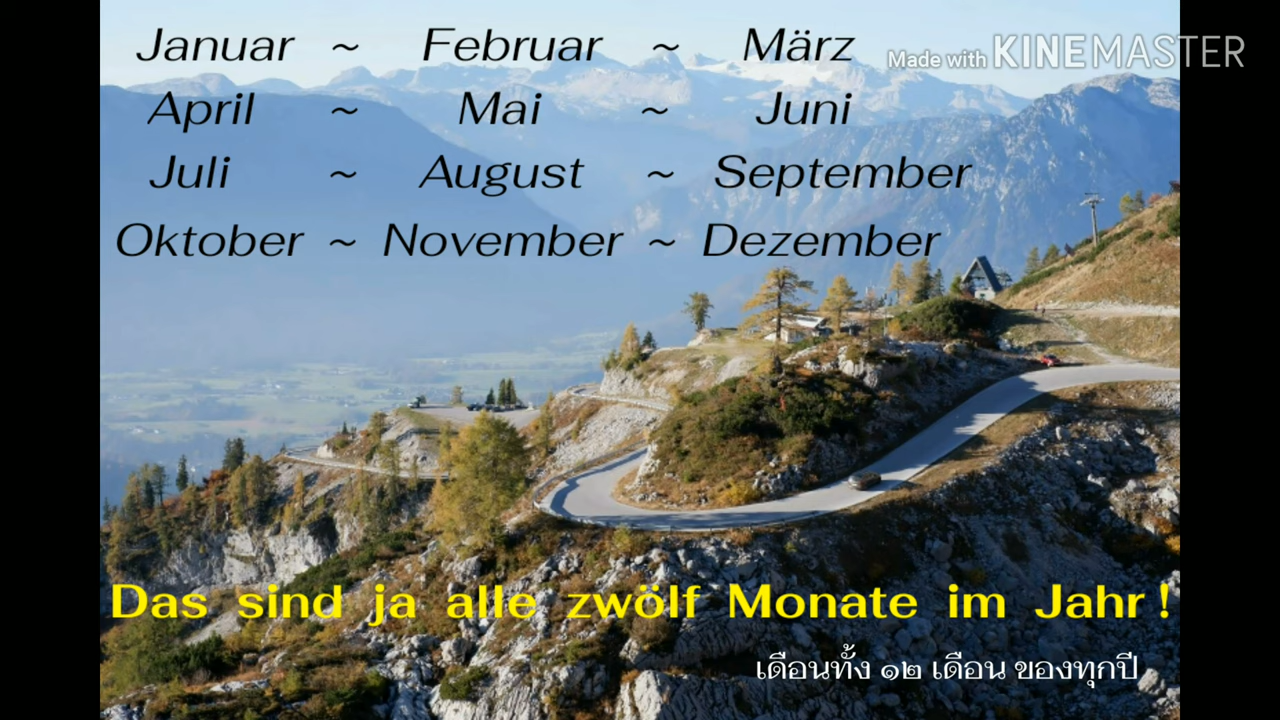 Januar ~ Februar ~ März
Made with KINEMASTER
April ~ Mai ~ Juni
Juli ~ August ~ September
Oktober ~ November ~ Dezember
Das sind ja alle zwölf Monate im Jahr !
เดือนทั้ง ๑๒ เดือน ของทุกปี